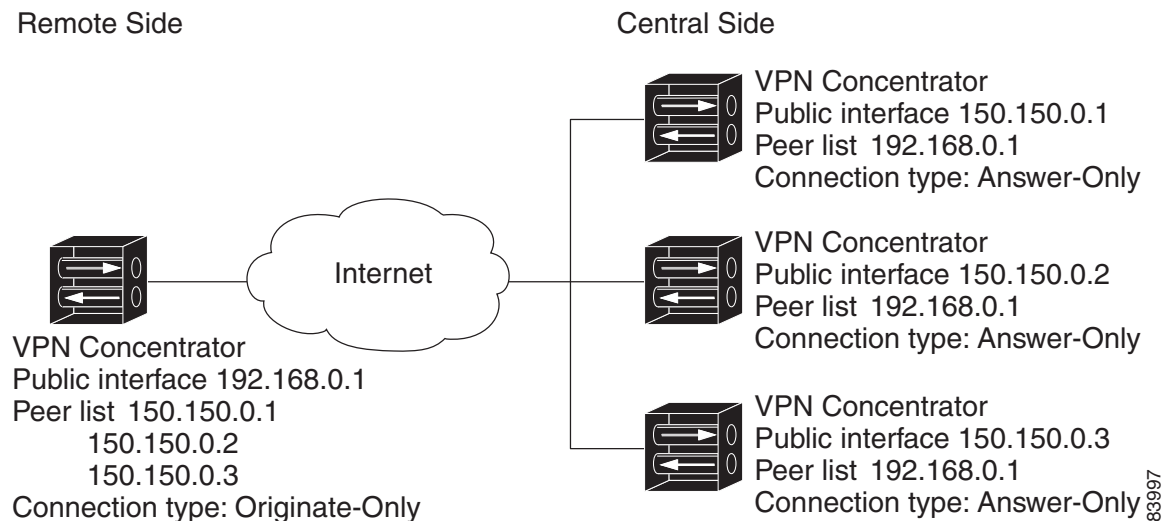 Remote Side
Central Side
VPN Concentrator
Public interface 150.150.0.1
Peer list 192.168.0.1
Connection type: Answer-Only
VPN Concentrator
Public interface 150.150.0.2
Peer list 192.168.0.1
Connection type: Answer-Only
Internet
VPN Concentrator
Public interface 192.168.0.1
Peer list 150.150.0.1
150.150.0.2
150.150.0.3
Connection type: Originate-Only
VPN Concentrator
Public interface 150.150.0.3
Peer list 192.168.0.1
Connection type: Answer-Only
83997